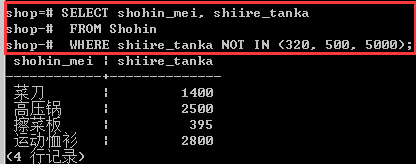 shop=# SELECT shohin_mei, shiire_tanka
shop-#  FROM Shohin
shop-#  WHERE shiire_tanka NOT IN (320, 500, 5000);
shohin_mei | shiire_tanka
-----------+--------------
菜刀 | 1400
高压锅 | 2500
擦菜板 | 395
运动恤衫 | 2800
(4 行记录)